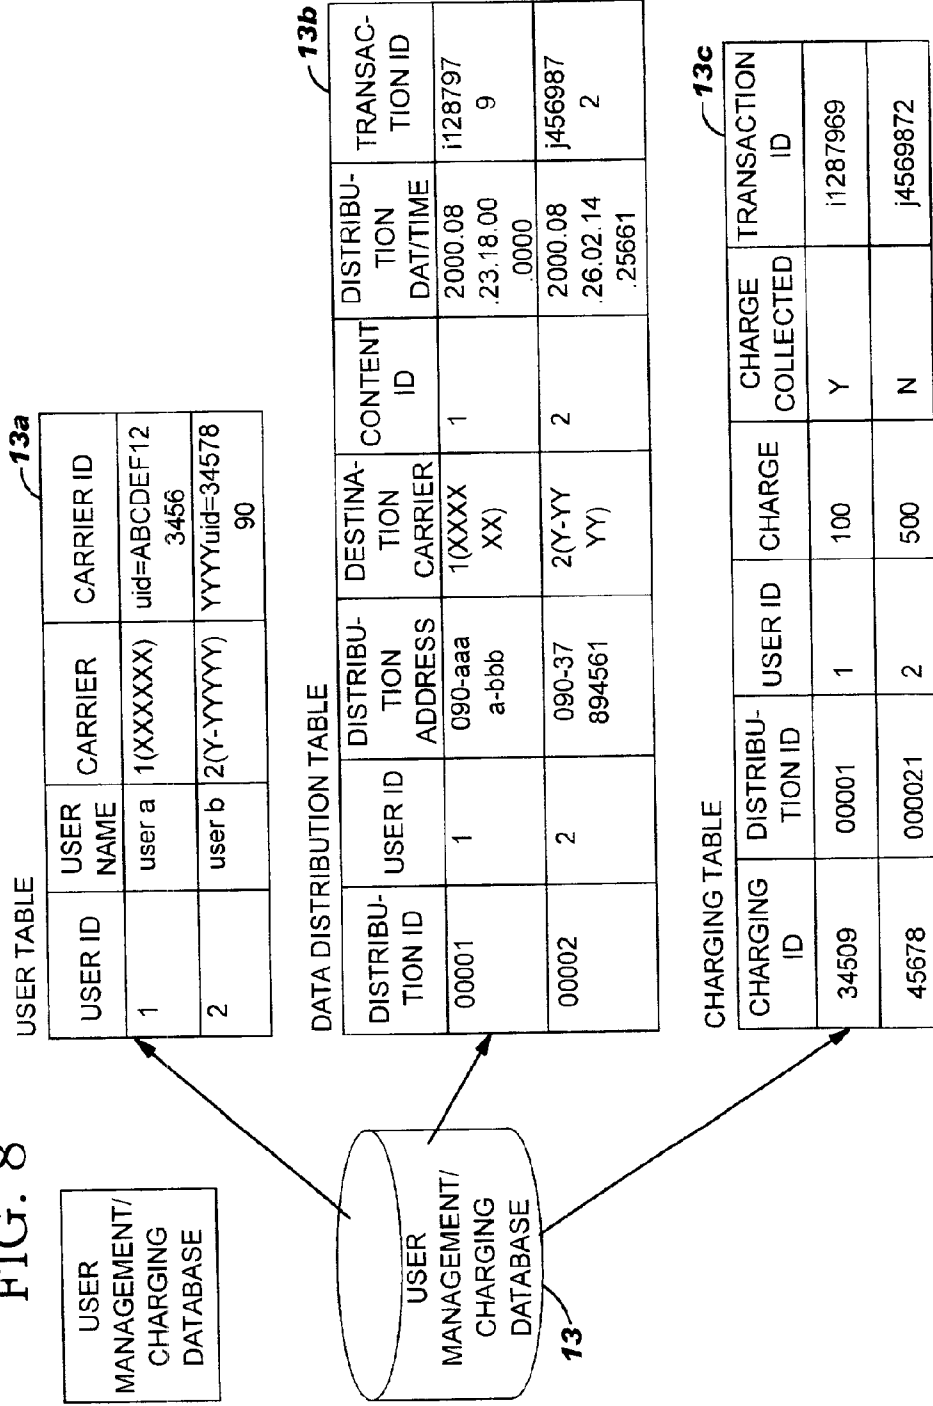 FIG. 8
USER
MANAGEMENT/
CHARGING
DATABASE
USER
MANAGEMENT/
CHARGING
DATABASE
13
USER TABLE
13a
USER ID
USER
NAME
CARRIER
CARRIER ID
1
user a
1(XXXXXX)
uid=ABCDEF12
3456
2
user b
2(Y-YYYYY)
YYYYuid=34578
90
DATA DISTRIBUTION TABLE
13b
DISTRIBU-
TION ID
USER ID
DISTRIBU-
TION
ADDRESS
DESTINA-
TION
CARRIER
CONTENT
ID
DISTRIBU-
TION
DAT/TIME
TRANSAC-
TION ID
00001
1
090-aaa
a-bbb
1(XXXX
XX)
1
2000.08
.23.18.00
.0000
i128797
9
00002
2
090-37
894561
2(Y-YY
YY)
2
2000.08
.26.02.14
.25661
j456987
2
CHARGING TABLE
13c
CHARGING
ID
DISTRIBU-
TION ID
USER ID
CHARGE
CHARGE
COLLECTED
TRANSACTION
ID
34509
00001
1
100
Y
i1287969
45678
000021
2
500
N
j4569872